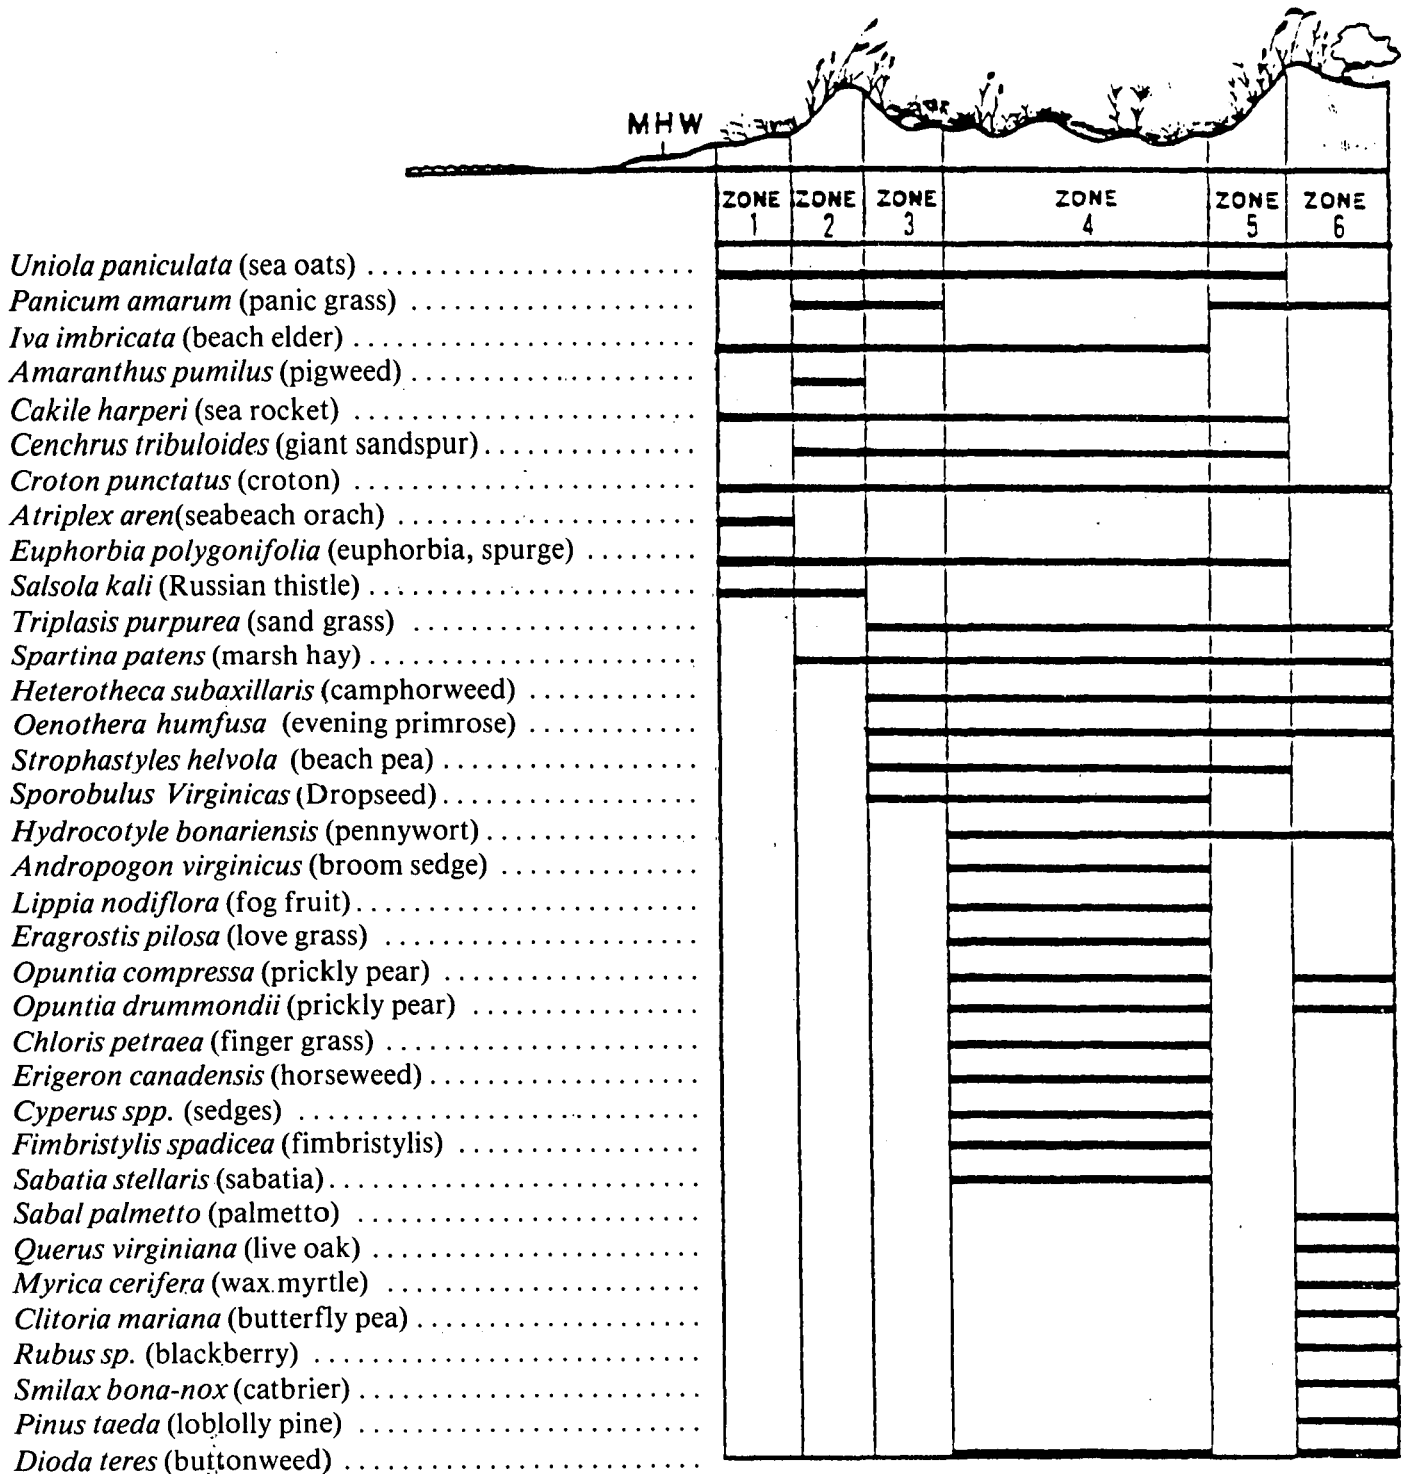 MHW
ZONE 1 ZONE 2 ZONE 3 ZONE 4 ZONE 5 ZONE 6
Uniola paniculata (sea oats)
Panicum amarum (panic grass)
Iva imbricata (beach elder)
Amaranthus pumilus (pigweed)
Cakile harperi (sea rocket)
Cenchrus tribuloides (giant sandspur)
Croton punctatus (croton)
Atriplex aren(seabeach orach)
Euphorbia polygonifolia (euphorbia, spurge)
Salsola kali (Russian thistle)
Triplasis purpurea (sand grass)
Spartina patens (marsh hay)
Heterotheca subaxillaris (camphorweed)
Oenothera humfusa (evening primrose)
Strophastyles helvola (beach pea)
Sporobulus Virginicas (Dropseed)
Hydrocotyle bonariensis (pennywort)
Andropogon virginicus (broom sedge)
Lippia nodiflora (fog fruit)
Eragrostis pilosa (love grass)
Opuntia compressa (prickly pear)
Opuntia drummondii (prickly pear)
Chloris petraea (finger grass)
Erigeron canadensis (horseweed)
Cyperus spp. (sedges)
Fimbristylis spadicea (fimbristylis)
Sabatia stellaris (sabatia)
Sabal palmetto (palmetto)
Querus virginiana (live oak)
Myrica cerifera (wax myrtle)
Clitoria mariana (butterfly pea)
Rubus sp. (blackberry)
Smilax bona-nox (catbrier)
Pinus taeda (loblolly pine)
Dioda teres (buttonweed)